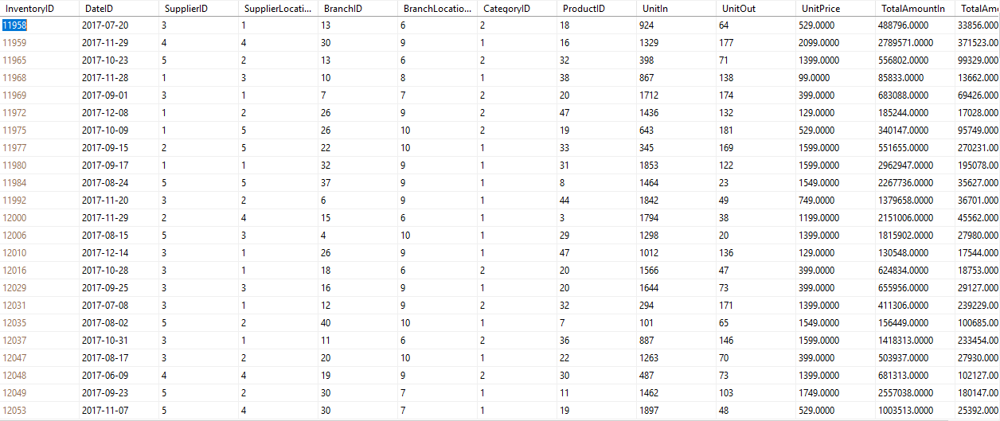 InventoryID DateID SupplierID SupplierLocati... BranchID BranchLocatio... CategoryID ProductID UnitIn UnitOut UnitPrice TotalAmountIn TotalAm
11958 2017-07-20 3 1 13 6 2 18 924 64 529.0000 488796.0000 33856.000
11959 2017-11-29 4 4 30 9 1 16 1329 177 2099.0000 2789571.0000 371523.000
11965 2017-10-23 5 2 13 6 2 32 398 71 1399.0000 556802.0000 99329.000
11968 2017-11-28 1 3 10 8 1 38 867 138 99.0000 85833.0000 13662.000
11969 2017-09-01 3 1 7 7 2 20 1712 174 399.0000 683088.0000 69426.000
11972 2017-12-08 1 2 26 9 2 47 1436 132 129.0000 185244.0000 17028.000
11975 2017-10-09 1 5 26 10 2 19 643 181 529.0000 340147.0000 95749.000
11977 2017-09-15 2 5 22 10 1 33 345 169 1599.0000 551655.0000 270231.00
11980 2017-09-17 1 1 32 9 1 31 1853 122 1599.0000 2962947.0000 195078.00
11984 2017-08-24 5 5 37 9 1 8 1464 23 1549.0000 2267736.0000 35627.000
11992 2017-11-20 3 2 6 9 1 44 1842 49 749.0000 1379658.0000 36701.000
12000 2017-11-29 2 4 15 6 1 3 1794 38 1199.0000 2151006.0000 45562.000
12006 2017-08-15 5 3 4 10 1 29 1298 20 1399.0000 1815902.0000 27980.000
12010 2017-12-14 3 1 26 9 1 47 1012 136 129.0000 130548.0000 17544.000
12016 2017-10-28 3 1 18 6 2 20 1566 47 399.0000 624834.0000 18753.000
12029 2017-09-25 3 3 16 9 1 20 1644 73 399.0000 655956.0000 29127.000
12031 2017-07-08 3 1 12 9 2 32 294 171 1399.0000 411306.0000 239229.00
12035 2017-08-02 5 2 40 10 1 7 101 65 1549.0000 156449.0000 100685.00
12037 2017-10-31 3 1 11 6 2 36 887 146 1599.0000 1418313.0000 233454.00
12047 2017-08-17 3 2 20 10 1 22 1263 70 399.0000 503937.0000 27930.000
12048 2017-06-09 4 4 19 9 2 30 487 73 1399.0000 681313.0000 102127.00
12049 2017-09-23 5 2 30 7 1 11 1462 103 1749.0000 2557038.0000 180147.00
12053 2017-11-07 5 4 30 7 1 19 1897 48 529.0000 1003513.0000 25392.000